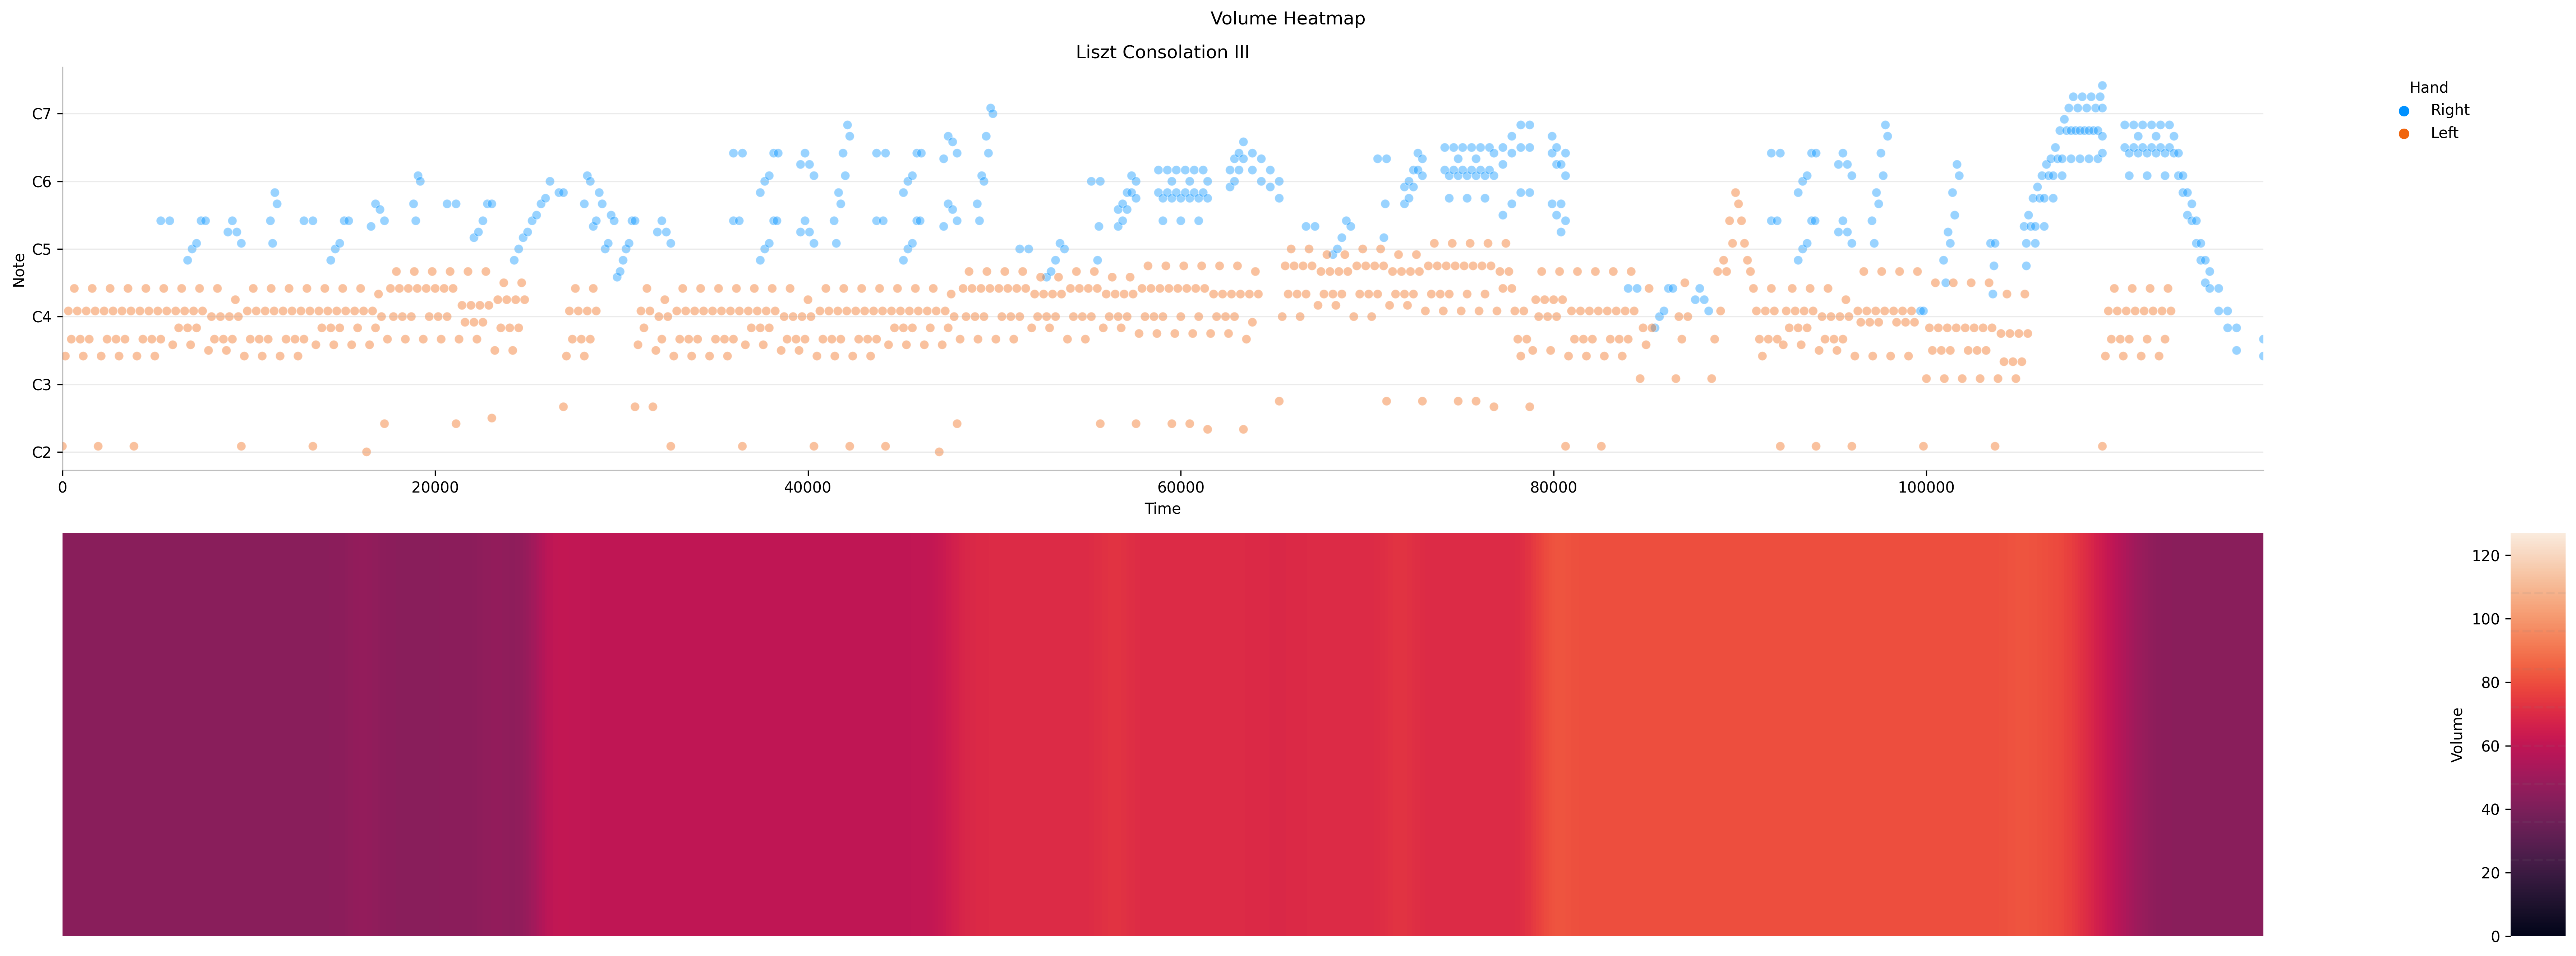 Volume Heatmap
Liszt Consolation III
Hand
Right
Left
Note
C7
C6
C5
C4
C3
C2
0 20000 40000 60000 80000 100000
Time
Volume
120
100
80
60
40
20
0